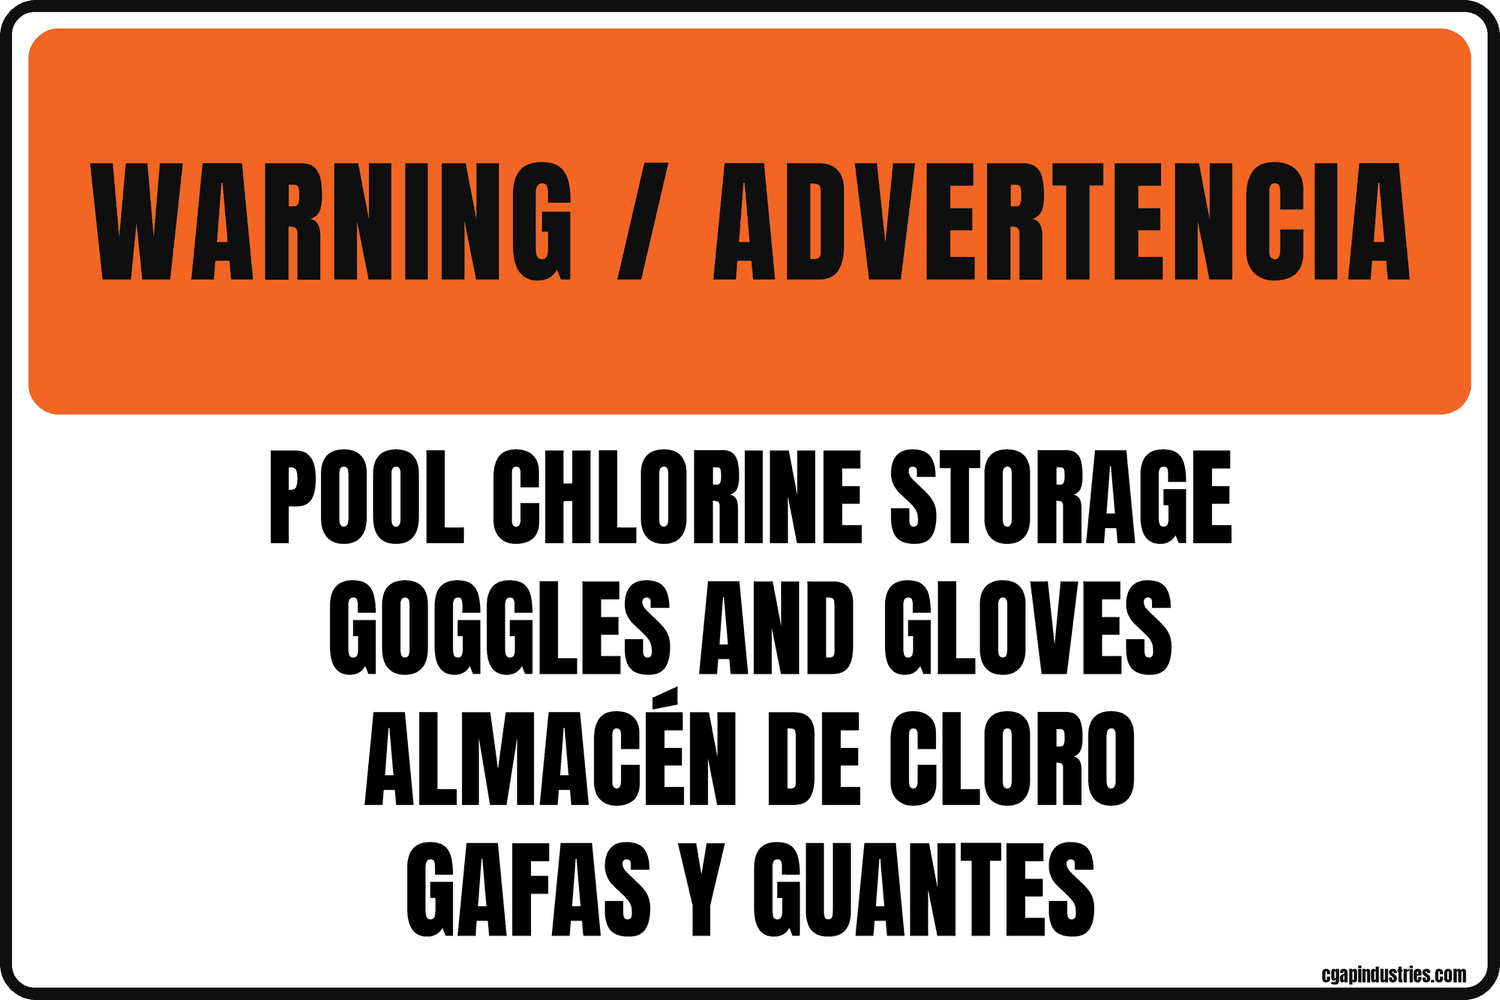 WARNING / ADVERTENCIA
POOL CHLORINE STORAGE
GOGGLES AND GLOVES
ALMACÉN DE CLORO
GAFAS Y GUANTES
cgapindustries.com